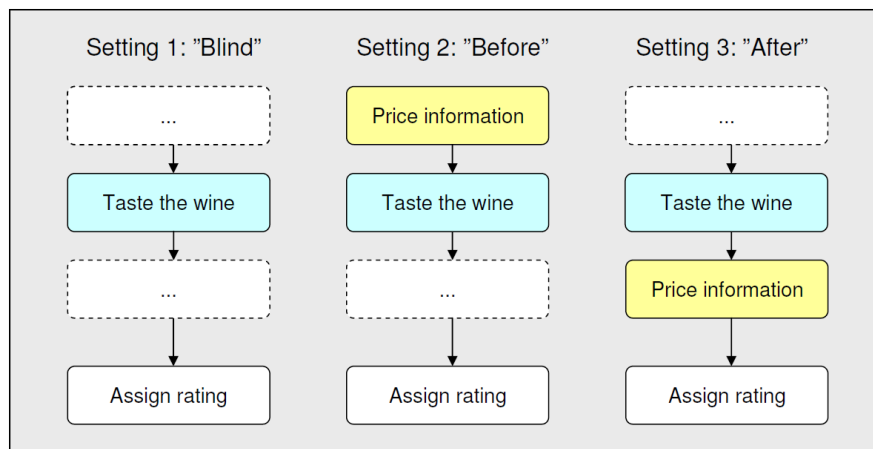 Setting 1: ”Blind”
Setting 2: ”Before”
Setting 3: ”After”
...
Price information
...
Taste the wine
Taste the wine
Taste the wine
...
...
Price information
Assign rating
Assign rating
Assign rating